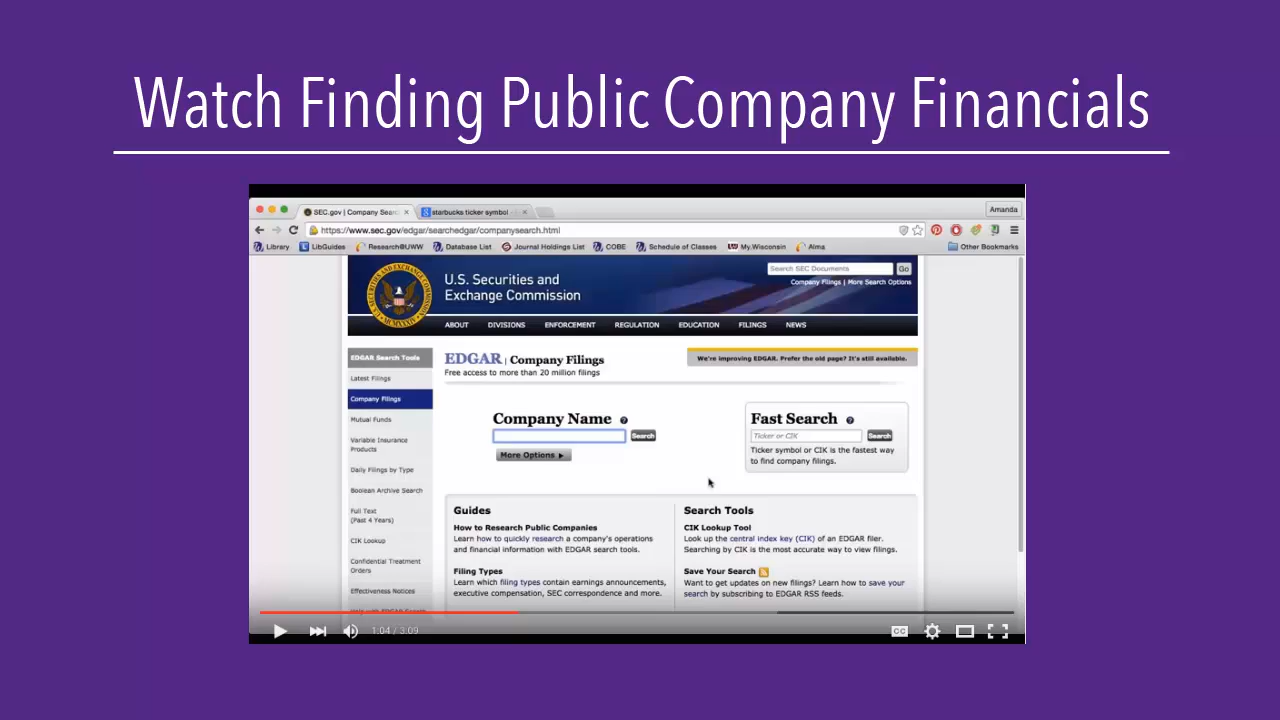 Watch Finding Public Company Financials
SEC.gov | Company Sear
starbucks ticker symbol -
Amanda
https://www.sec.gov/edgar/searchedgar/companysearch.html
Library LibGuides Research@UWW Database List Journal Holdings List COBE Schedule of Classes My.Wisconsin Alma Other Bookmarks
U.S. Securities and
Exchange Commission
Search SEC Documents Go
Company Filings | More Search Options
ABOUT DIVISIONS ENFORCEMENT REGULATION EDUCATION FILINGS NEWS
EDGAR Search Tools
Latest Filings
Company Filings
Mutual Funds
Variable Insurance
Products
Daily Filings by Type
Boolean Archive Search
Full Text
(Past 4 Years)
CIK Lookup
Confidential Treatment
Orders
Effectiveness Notices
EDGAR | Company Filings
Free access to more than 20 million filings
We're improving EDGAR. Prefer the old page? It's still available.
Company Name ?
Search
More Options
Fast Search ?
Ticker or CIK Search
Ticker symbol or CIK is the fastest way
to find company filings.
Guides
How to Research Public Companies
Learn how to quickly research a company's operations
and financial information with EDGAR search tools.
Filing Types
Learn which filing types contain earnings announcements,
executive compensation, SEC correspondence and more.
Search Tools
CIK Lookup Tool
Look up the central index key (CIK) of an EDGAR filer.
Searching by CIK is the most accurate way to view filings.
Save Your Search
Want to get updates on new filings? Learn how to save your
search by subscribing to EDGAR RSS feeds.
1:04 / 3:09
CC